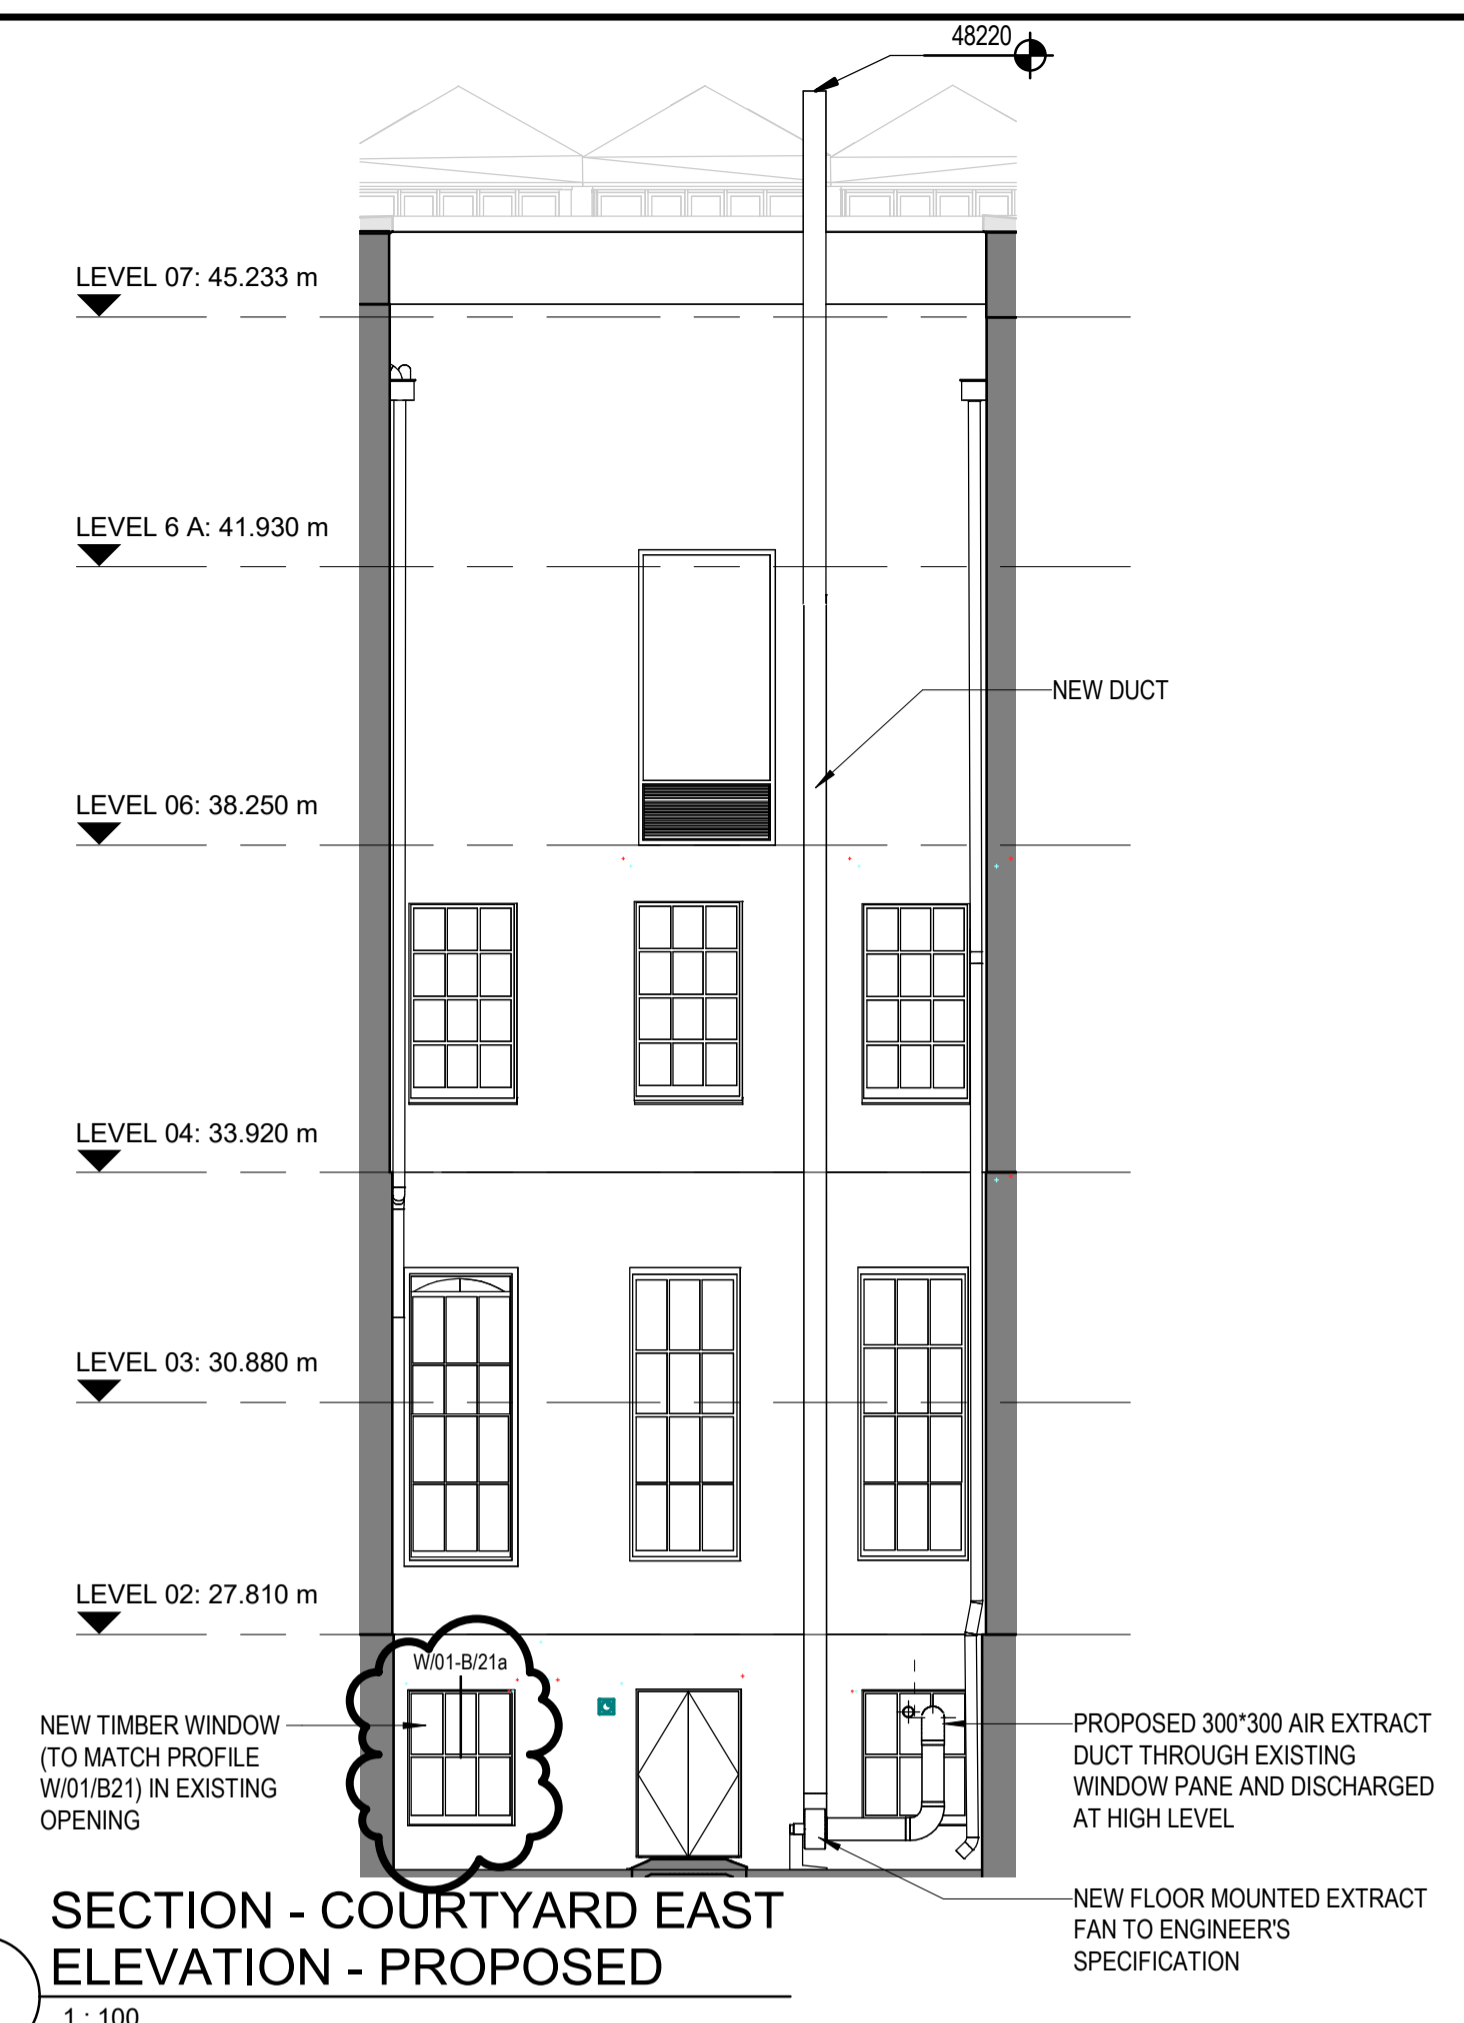 48220
LEVEL 07: 45.233 m
LEVEL 6 A: 41.930 m
NEW DUCT
LEVEL 06: 38.250 m
LEVEL 04: 33.920 m
LEVEL 03: 30.880 m
LEVEL 02: 27.810 m
W/01-B/21a
NEW TIMBER WINDOW
(TO MATCH PROFILE
W/01/B21) IN EXISTING
OPENING
PROPOSED 300*300 AIR EXTRACT
DUCT THROUGH EXISTING
WINDOW PANE AND DISCHARGED
AT HIGH LEVEL
NEW FLOOR MOUNTED EXTRACT
FAN TO ENGINEER'S
SPECIFICATION
SECTION - COURTYARD EAST
ELEVATION - PROPOSED
1 : 100